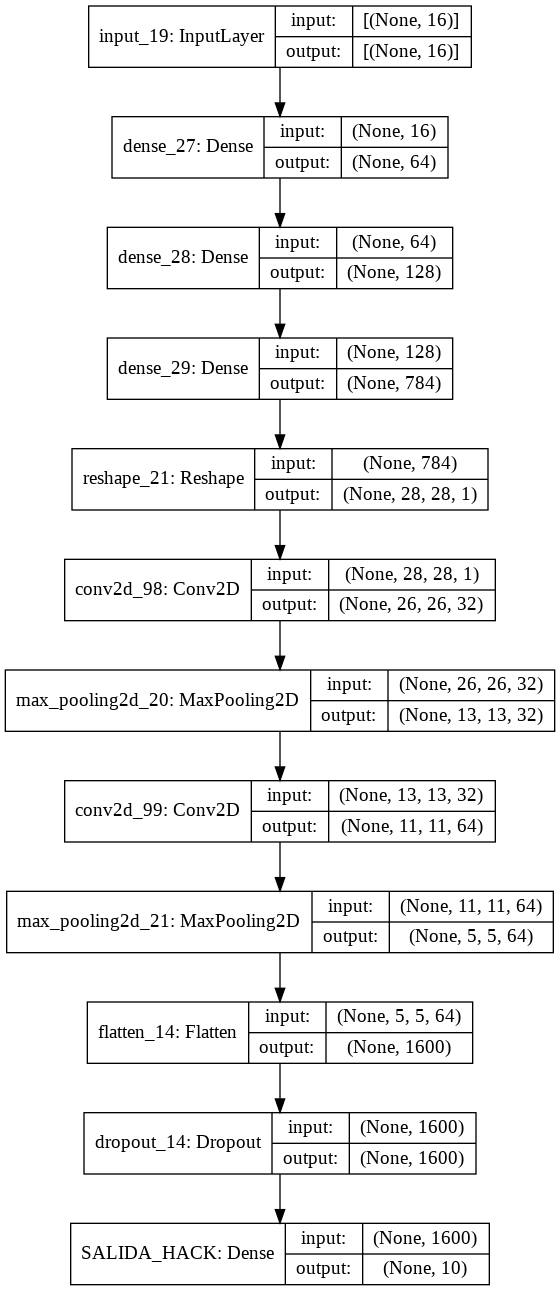 input_19: InputLayer
input: [(None, 16)]
output: [(None, 16)]
dense_27: Dense
input: (None, 16)
output: (None, 64)
dense_28: Dense
input: (None, 64)
output: (None, 128)
dense_29: Dense
input: (None, 128)
output: (None, 784)
reshape_21: Reshape
input: (None, 784)
output: (None, 28, 28, 1)
conv2d_98: Conv2D
input: (None, 28, 28, 1)
output: (None, 26, 26, 32)
max_pooling2d_20: MaxPooling2D
input: (None, 26, 26, 32)
output: (None, 13, 13, 32)
conv2d_99: Conv2D
input: (None, 13, 13, 32)
output: (None, 11, 11, 64)
max_pooling2d_21: MaxPooling2D
input: (None, 11, 11, 64)
output: (None, 5, 5, 64)
flatten_14: Flatten
input: (None, 5, 5, 64)
output: (None, 1600)
dropout_14: Dropout
input: (None, 1600)
output: (None, 1600)
SALIDA_HACK: Dense
input: (None, 1600)
output: (None, 10)